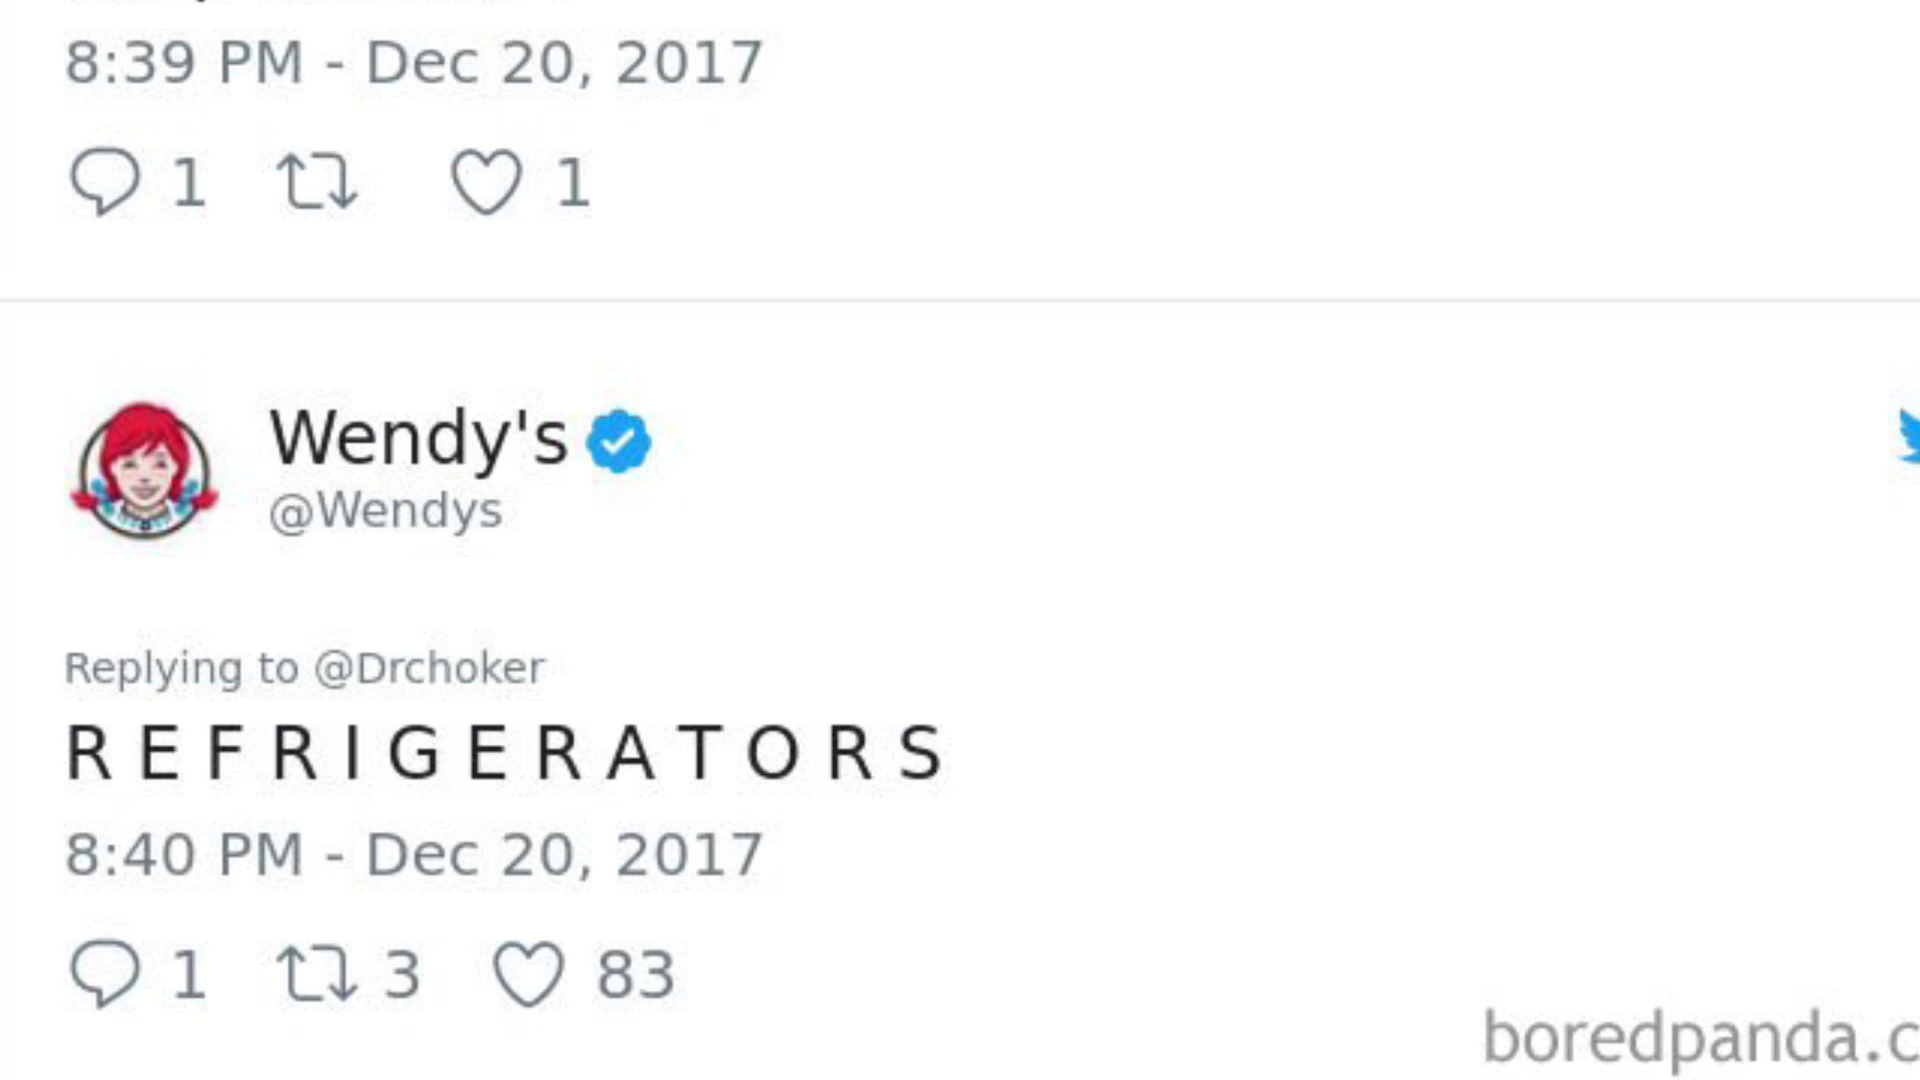 8:39 PM - Dec 20, 2017
1 1
Wendy's
@Wendys
Replying to @Drchoker
R E F R I G E R A T O R S
8:40 PM - Dec 20, 2017
1 3 83
boredpanda.c